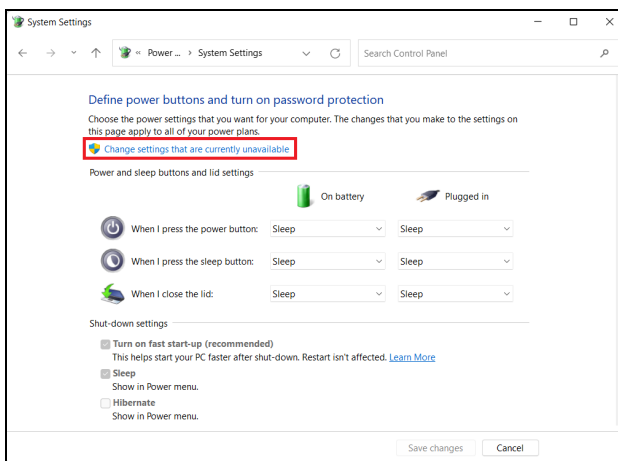 System Settings
« Power ... › System Settings
Search Control Panel
Define power buttons and turn on password protection
Choose the power settings that you want for your computer. The changes that you make to the settings on
this page apply to all of your power plans.
Change settings that are currently unavailable
Power and sleep buttons and lid settings
On battery Plugged in
When I press the power button: Sleep Sleep
When I press the sleep button: Sleep Sleep
When I close the lid: Sleep Sleep
Shut-down settings
Turn on fast start-up (recommended)
This helps start your PC faster after shut-down. Restart isn't affected. Learn More
Sleep
Show in Power menu.
Hibernate
Show in Power menu.
Save changes Cancel